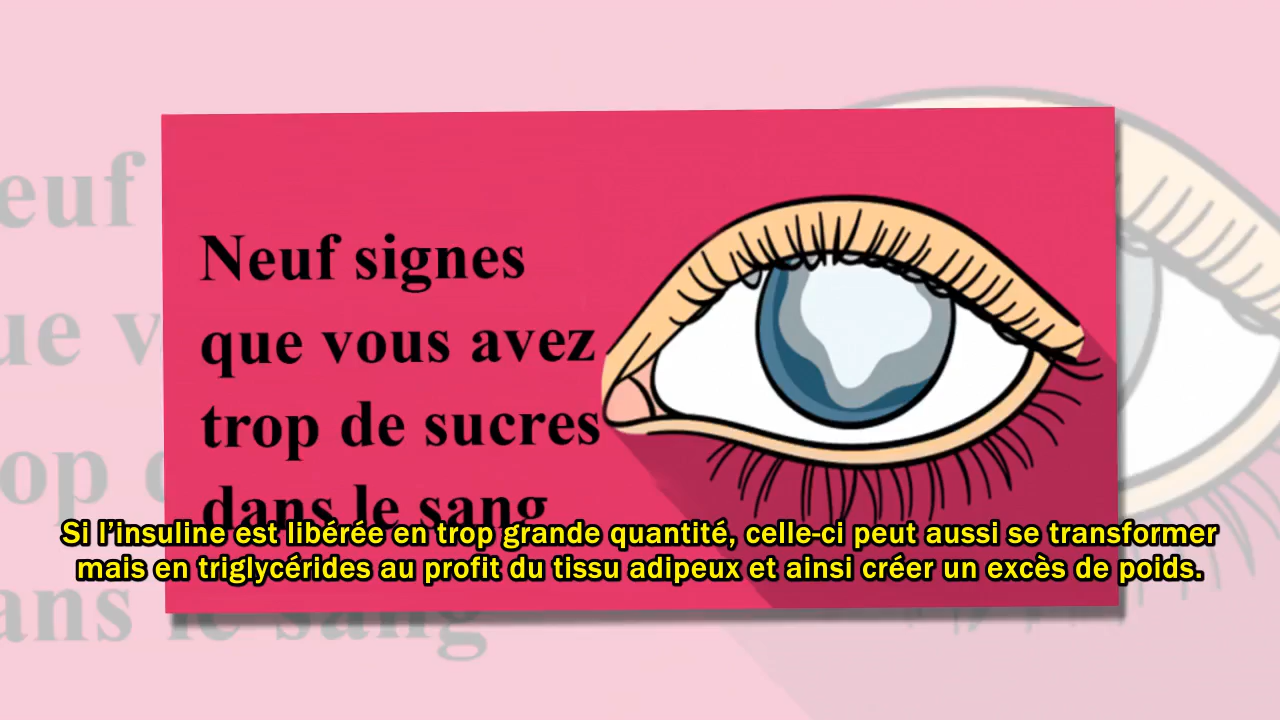 Neuf signes
que vous avez
trop de sucres
dans le sang
Si l’insuline est libérée en trop grande quantité, celle-ci peut aussi se transformer
mais en triglycérides au profit du tissu adipeux et ainsi créer un excès de poids.